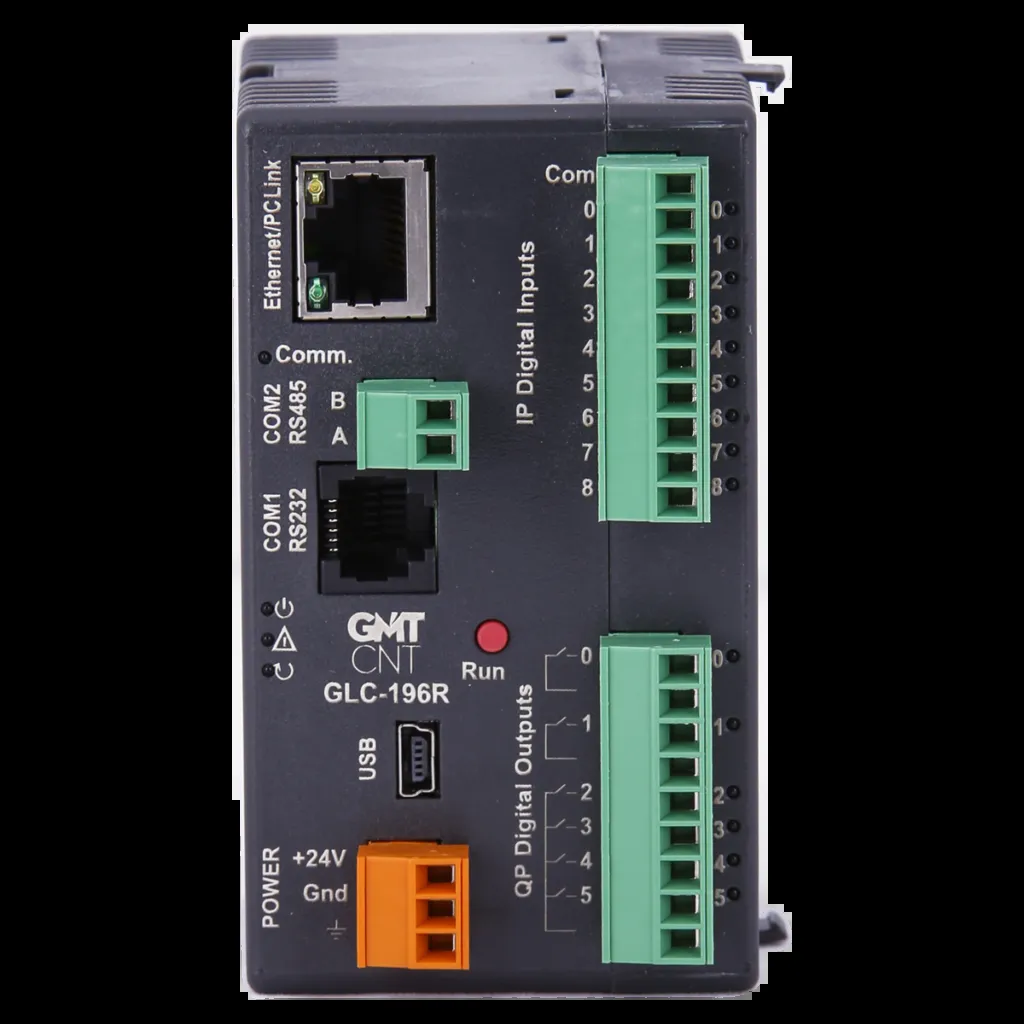 Ethernet/PCLink
Comm.
COM2
RS485
B
A
COM1
RS232
GMT
CNT
GLC-196R
Run
USB
POWER
+24V
Gnd
IP Digital Inputs
Com
0 0
1 1
2 2
3 3
4 4
5 5
6 6
7 7
8 8
QP Digital Outputs
0 0
1 1
2 2
3 3
4 4
5 5